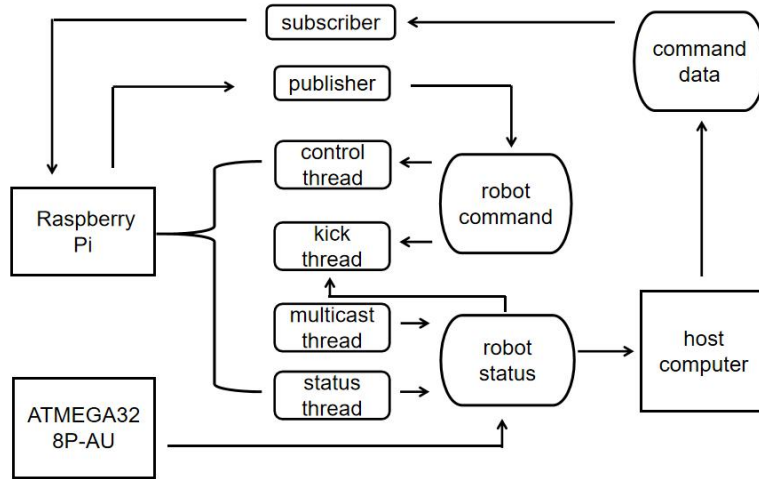 subscriber
command
data
publisher
control
thread
robot
command
Raspberry
Pi
kick
thread
multicast
thread
robot
status
host
computer
status
thread
ATMEGA32
8P-AU